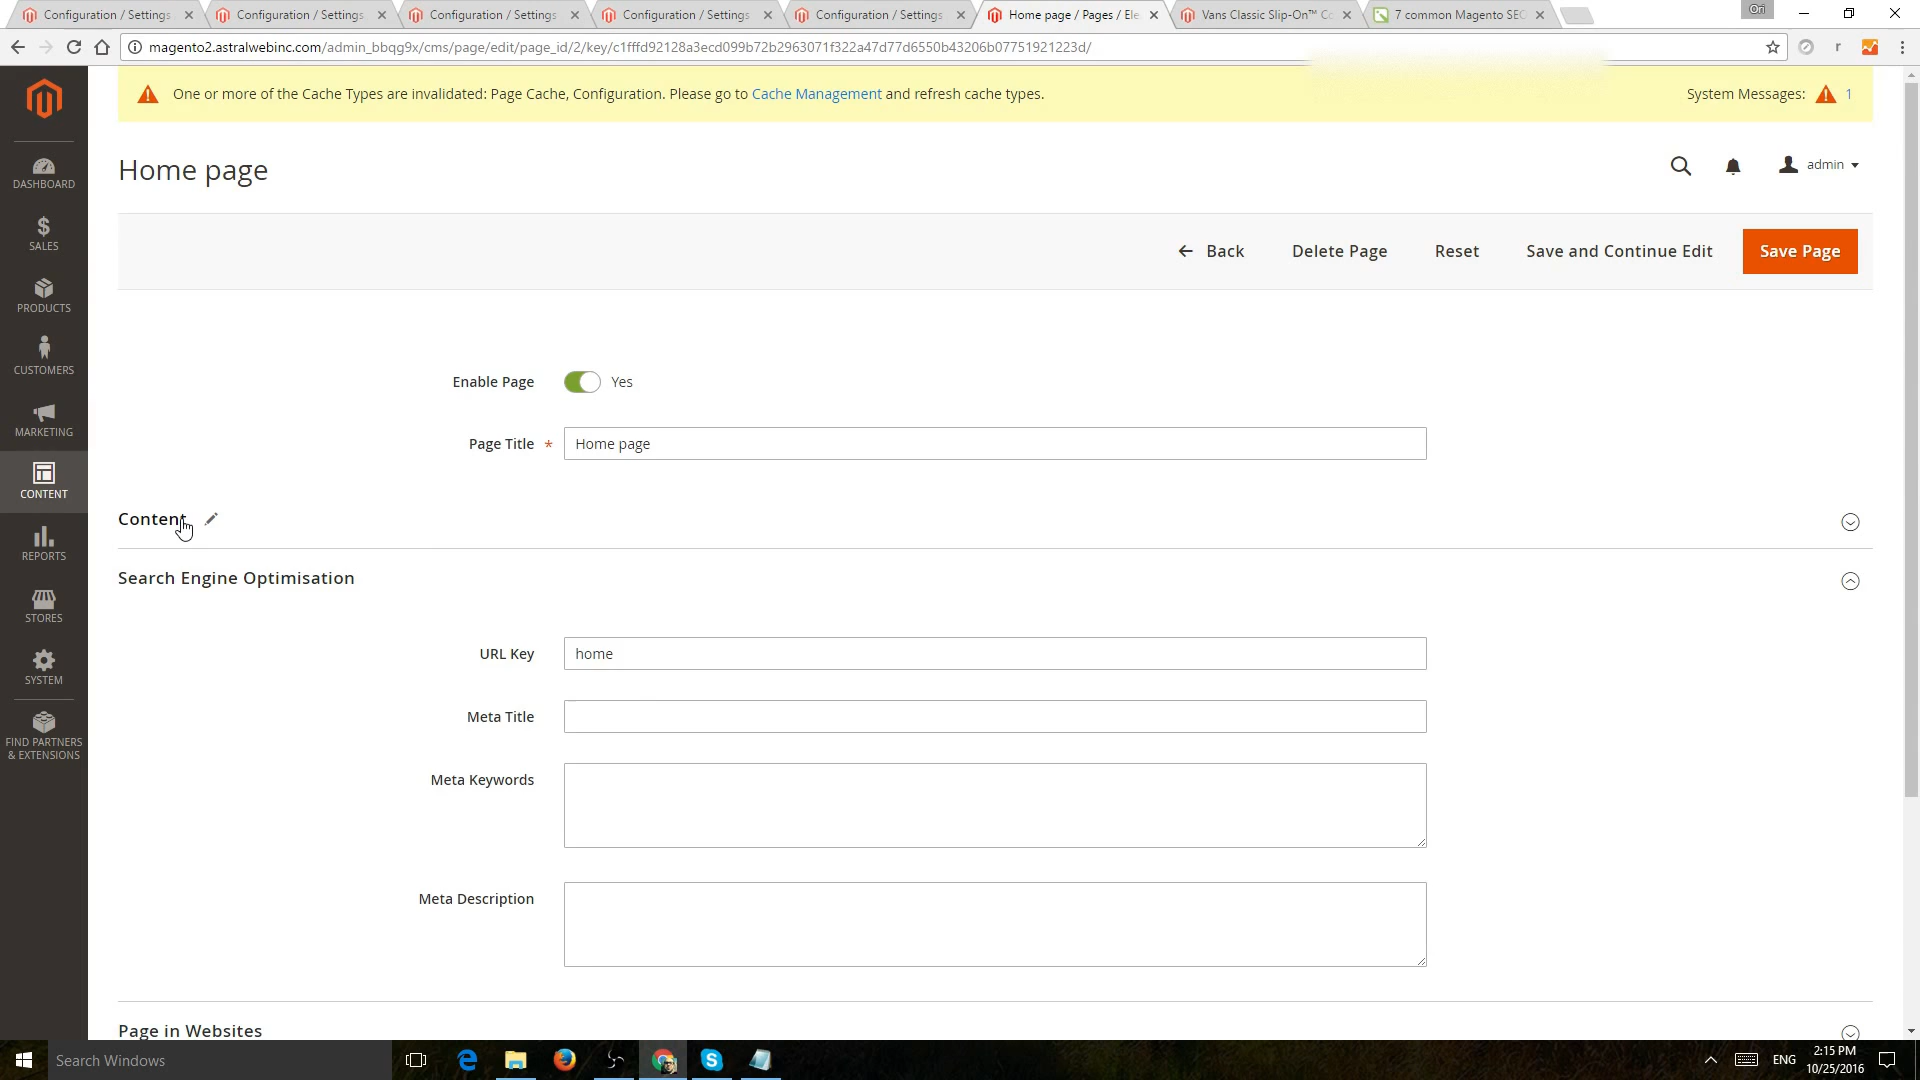 Configuration / Settings
Configuration / Settings
Configuration / Settings
Configuration / Settings
Configuration / Settings
Home page / Pages / Ele
Vans Classic Slip-On™ Co
7 common Magento SEO
Ori
magento2.astralwebinc.com/admin_bbqg9x/cms/page/edit/page_id/2/key/c1fffd92128a3ecd099b72b2963071f322a47d77d6550b43206b07751921223d/
r
One or more of the Cache Types are invalidated: Page Cache, Configuration. Please go to Cache Management and refresh cache types.
System Messages: 1
Home page
admin
Back
Delete Page
Reset
Save and Continue Edit
Save Page
DASHBOARD
SALES
PRODUCTS
CUSTOMERS
MARKETING
CONTENT
REPORTS
STORES
SYSTEM
FIND PARTNERS
& EXTENSIONS
Enable Page
Yes
Page Title *
Home page
Content
Search Engine Optimisation
URL Key
home
Meta Title
Meta Keywords
Meta Description
Page in Websites
Search Windows
ENG
2:15 PM
10/25/2016